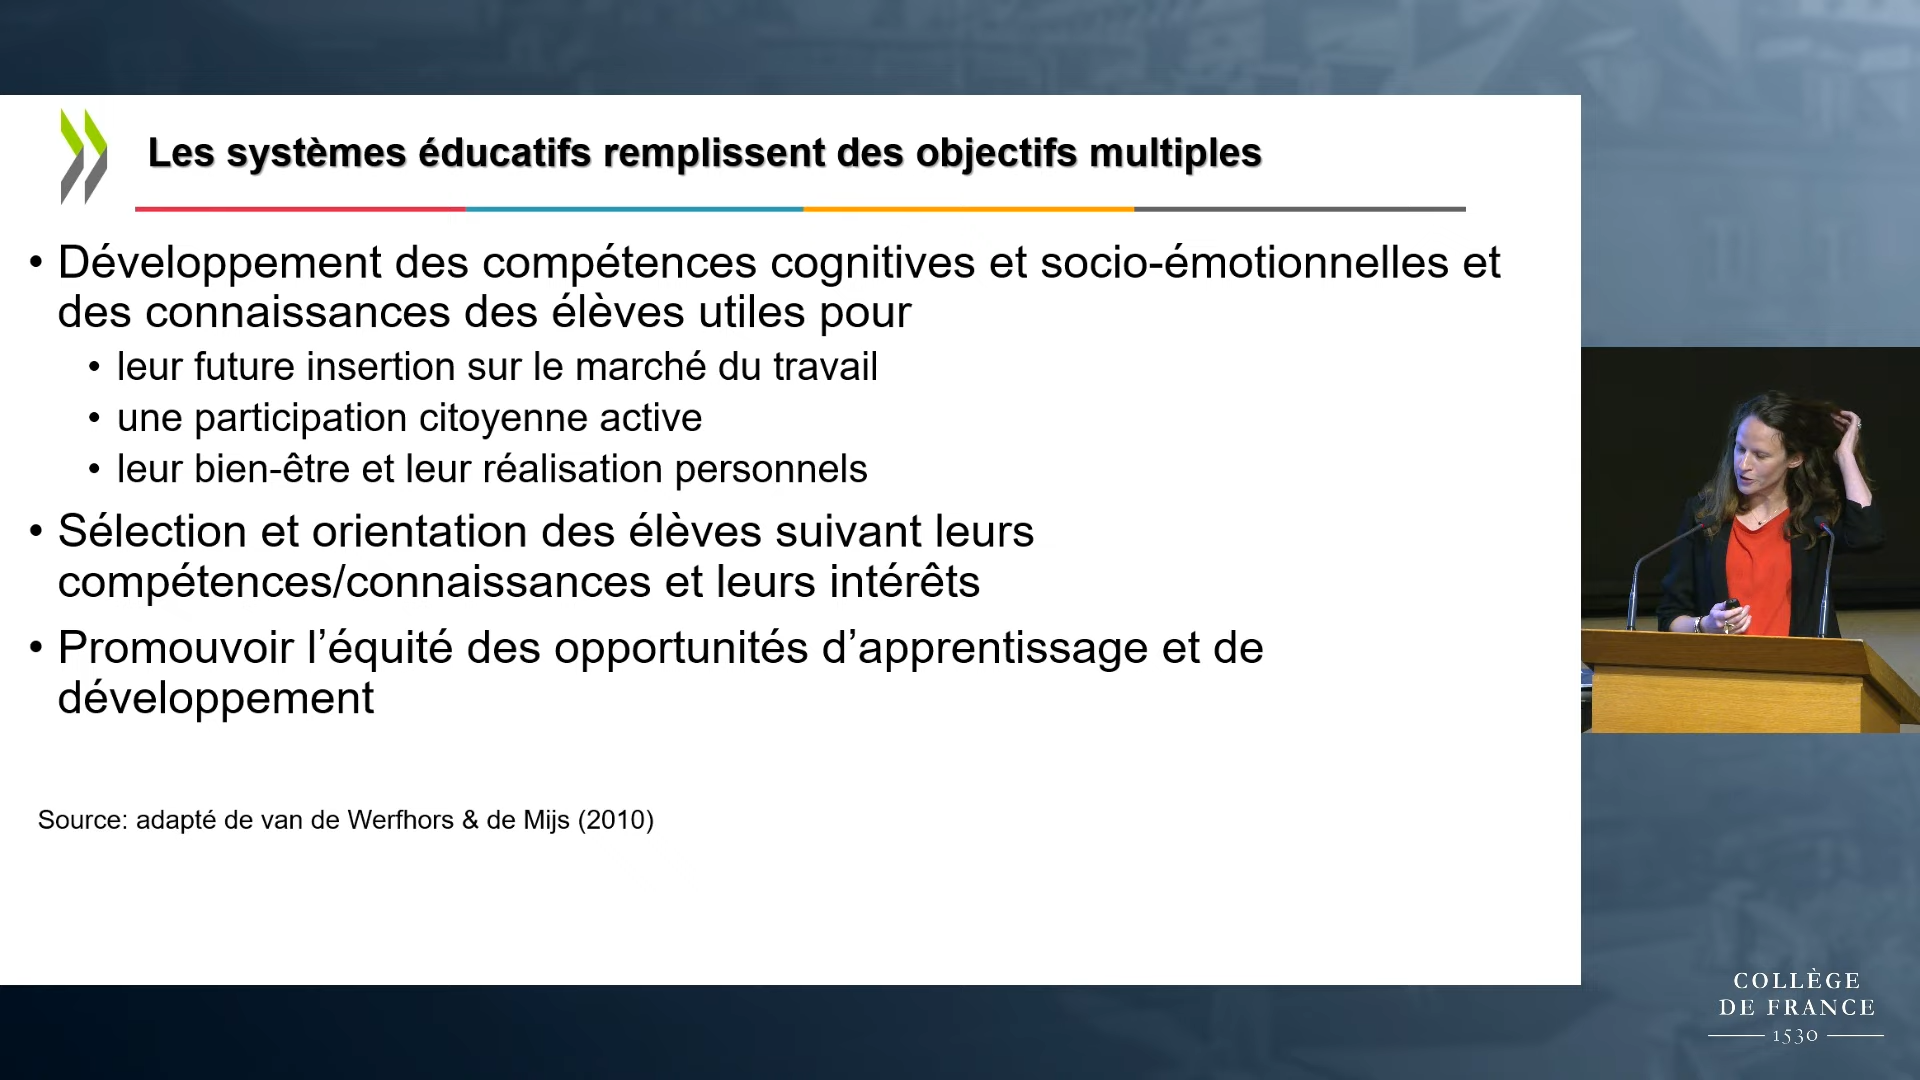 Les systèmes éducatifs remplissent des objectifs multiples
• Développement des compétences cognitives et socio-émotionnelles et
des connaissances des élèves utiles pour
• leur future insertion sur le marché du travail
• une participation citoyenne active
• leur bien-être et leur réalisation personnels
• Sélection et orientation des élèves suivant leurs
compétences/connaissances et leurs intérêts
• Promouvoir l’équité des opportunités d’apprentissage et de
développement
Source: adapté de van de Werfhors & de Mijs (2010)
COLLÈGE
DE FRANCE
1530